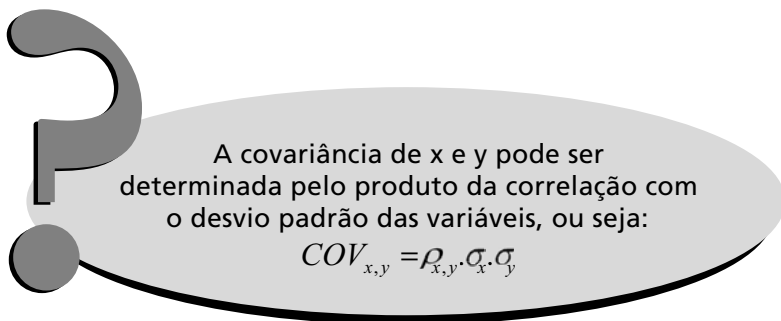 A covariância de x e y pode ser
determinada pelo produto da correlação com
o desvio padrão das variáveis, ou seja:
COV_{x,y} = ρ_{x,y}.σ_x.σ_y